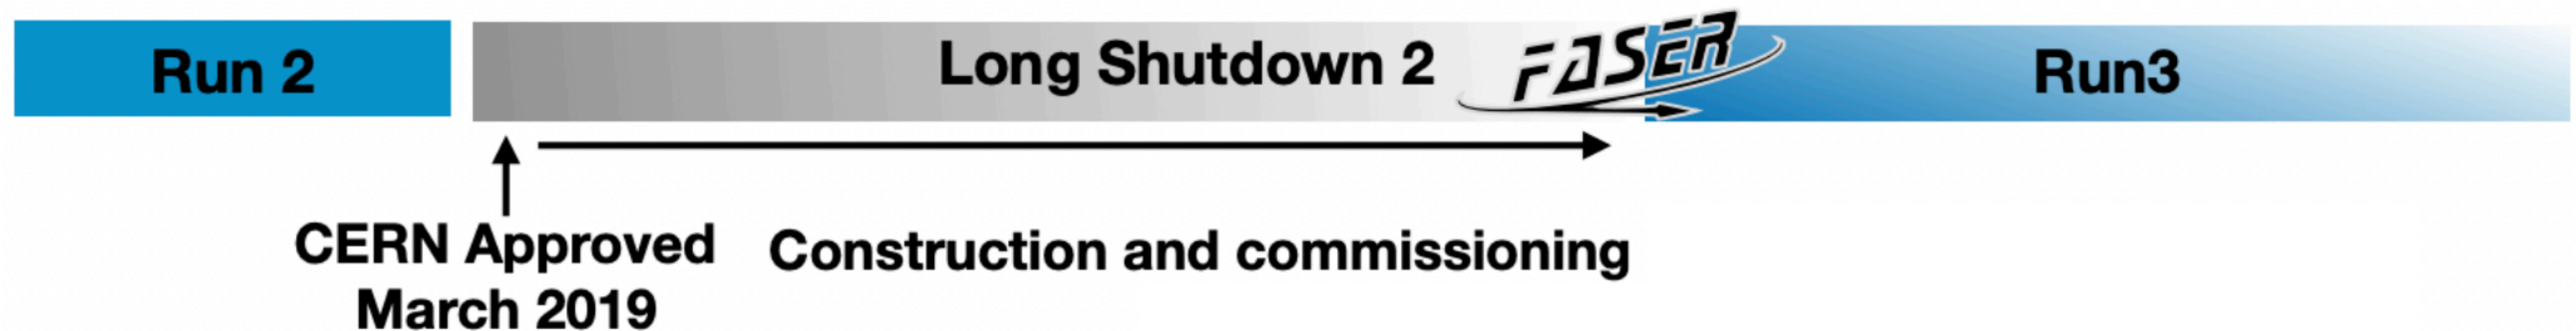 Run 2
Long Shutdown 2
FASER
Run3
CERN Approved
March 2019
Construction and commissioning